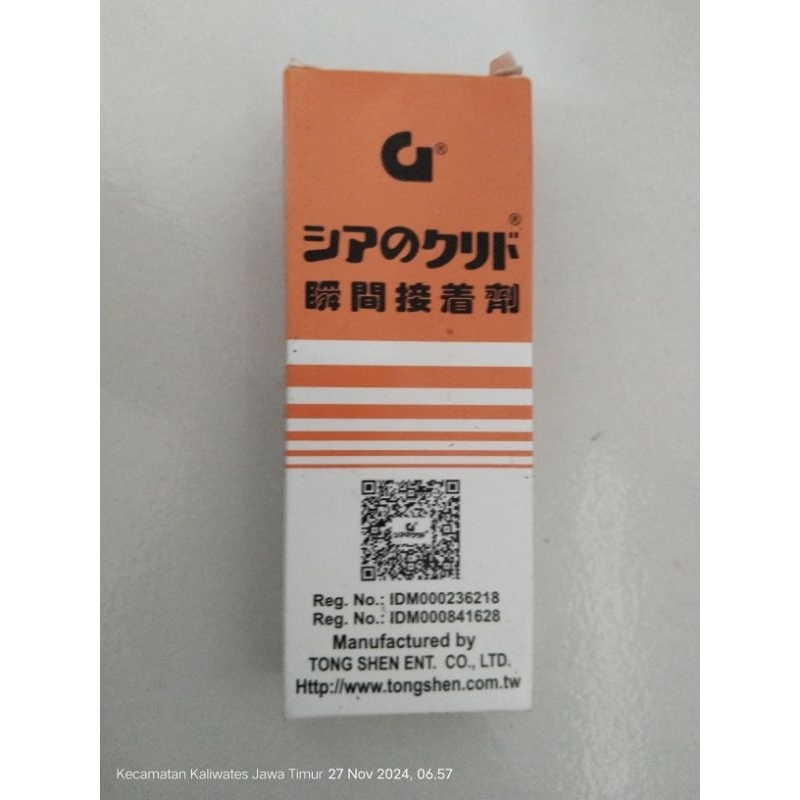 G®
シアのクリド®
瞬間接着剤
Reg. No.: IDM000236218
Reg. No.: IDM000841628
Manufactured by
TONG SHEN ENT. CO., LTD.
Http://www.tongshen.com.tw
Kecamatan Kaliwates Jawa Timur 27 Nov 2024, 06.57